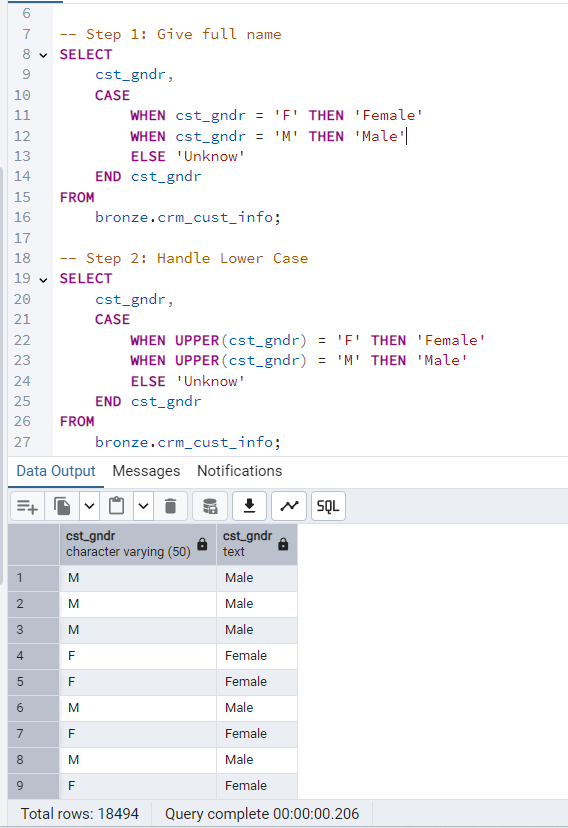 6
7 -- Step 1: Give full name
8 SELECT
9 cst_gndr,
10 CASE
11 WHEN cst_gndr = 'F' THEN 'Female'
12 WHEN cst_gndr = 'M' THEN 'Male'
13 ELSE 'Unknow'
14 END cst_gndr
15 FROM
16 bronze.crm_cust_info;
17
18 -- Step 2: Handle Lower Case
19 SELECT
20 cst_gndr,
21 CASE
22 WHEN UPPER(cst_gndr) = 'F' THEN 'Female'
23 WHEN UPPER(cst_gndr) = 'M' THEN 'Male'
24 ELSE 'Unknow'
25 END cst_gndr
26 FROM
27 bronze.crm_cust_info;
Data Output Messages Notifications
SQL
cst_gndr cst_gndr
character varying (50) text
1 M Male
2 M Male
3 M Male
4 F Female
5 F Female
6 M Male
7 F Female
8 M Male
9 F Female
Total rows: 18494 Query complete 00:00:00.206